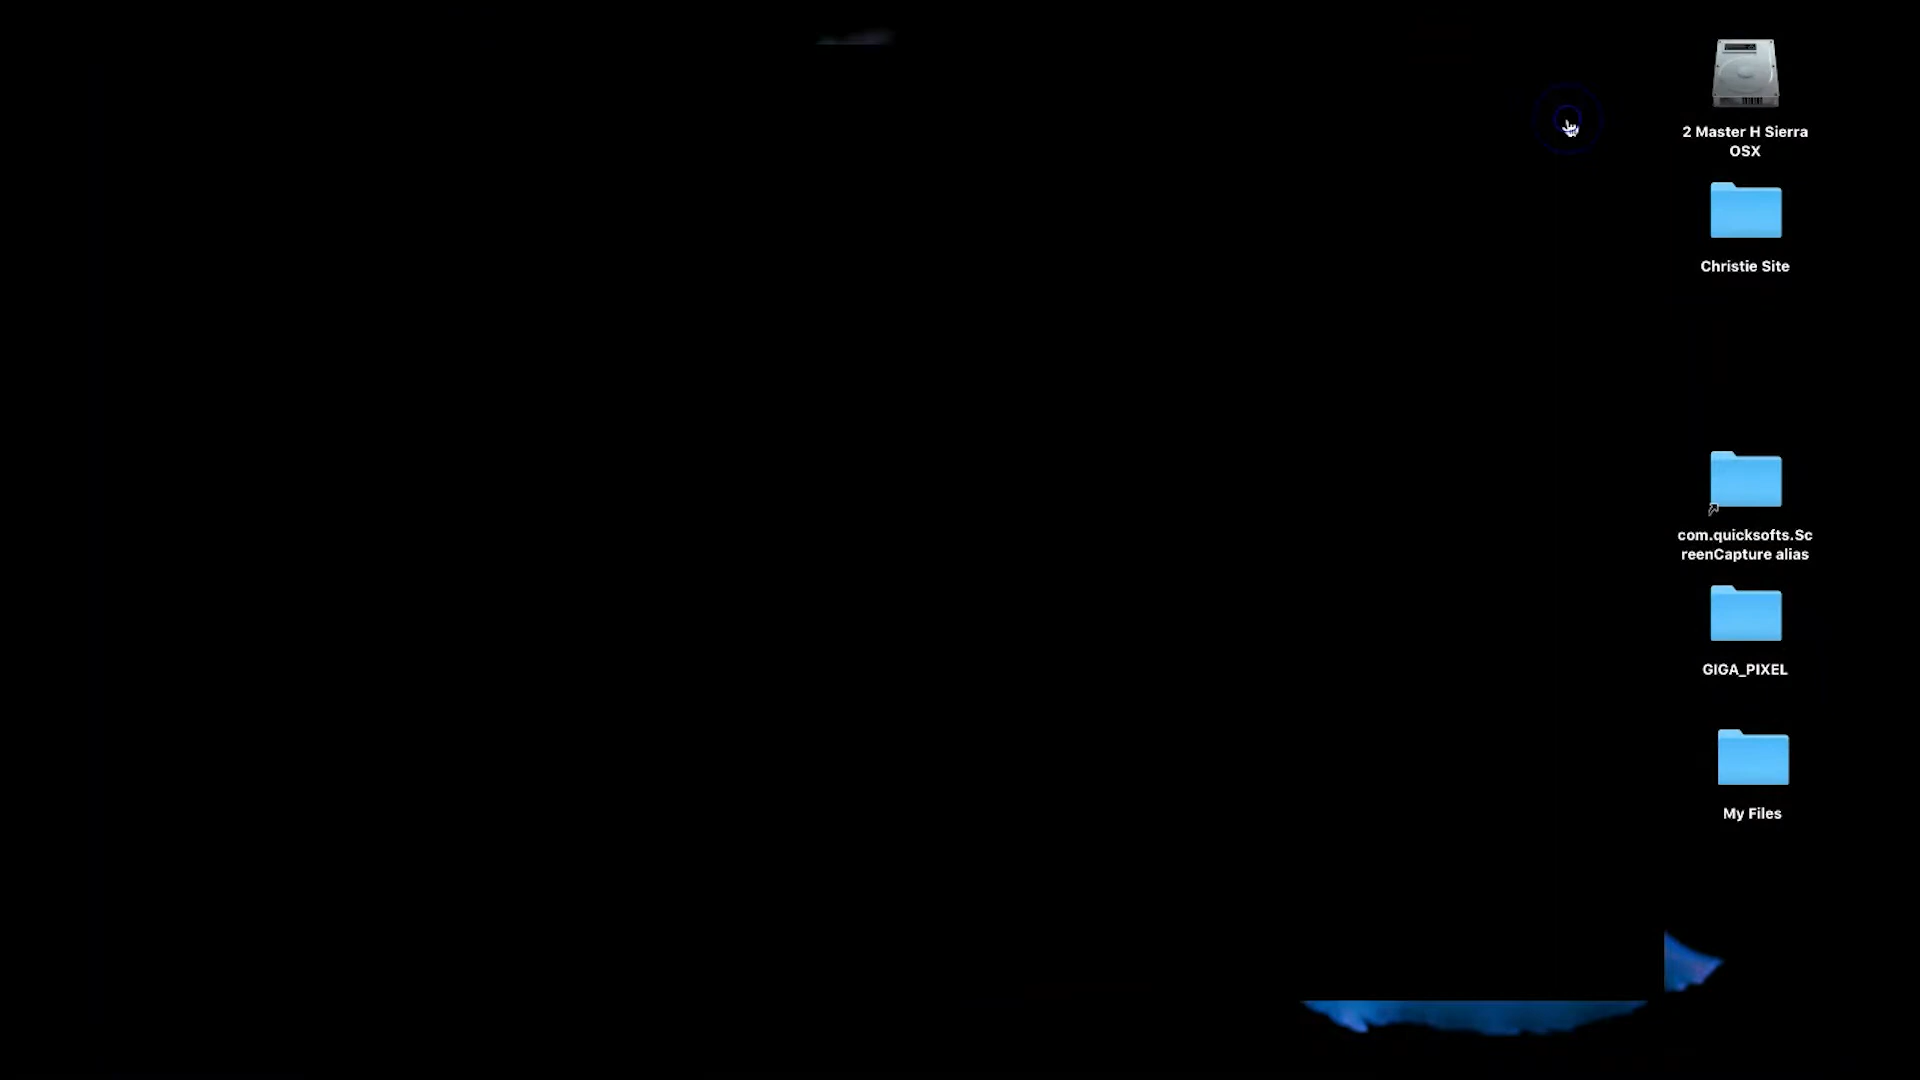 2 Master H Sierra
OSX
Christie Site
com.quicksofts.Sc
reenCapture alias
GIGA_PIXEL
My Files